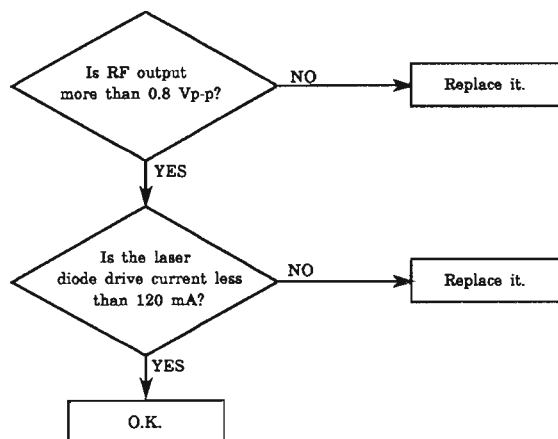 Is RF output
more than 0.8 Vp-p?
NO
Replace it.
YES
Is the laser
diode drive current less
than 120 mA?
NO
Replace it.
YES
O.K.